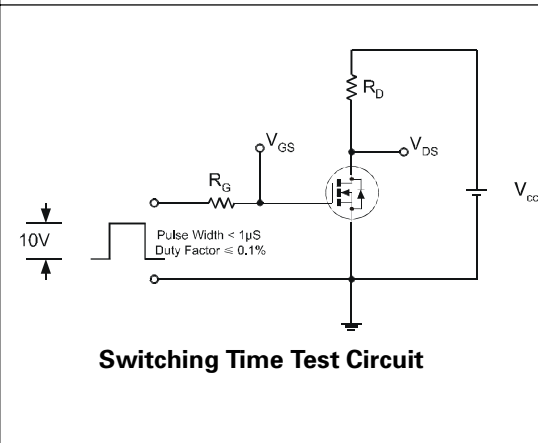 R_D
V_GS
V_DS
R_G
V_cc
10V
Pulse Width < 1µS
Duty Factor ≤ 0.1%
Switching Time Test Circuit